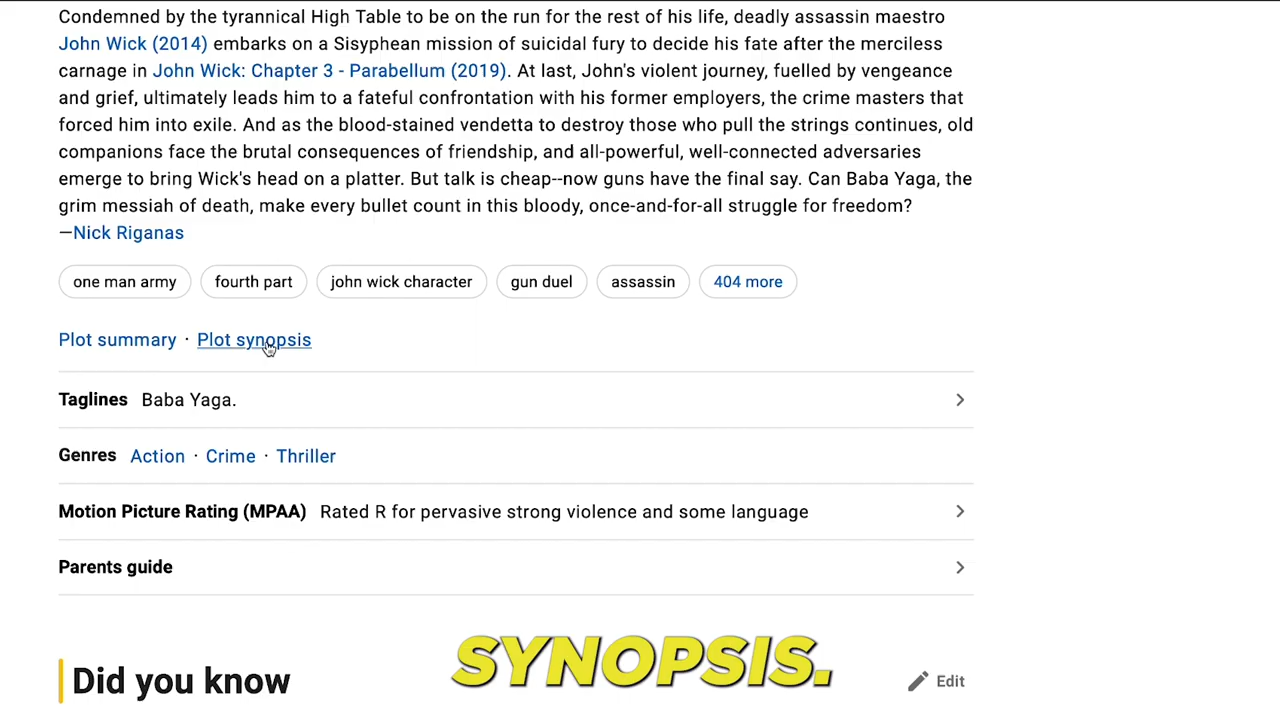 Condemned by the tyrannical High Table to be on the run for the rest of his life, deadly assassin maestro
John Wick (2014) embarks on a Sisyphean mission of suicidal fury to decide his fate after the merciless
carnage in John Wick: Chapter 3 - Parabellum (2019). At last, John's violent journey, fuelled by vengeance
and grief, ultimately leads him to a fateful confrontation with his former employers, the crime masters that
forced him into exile. And as the blood-stained vendetta to destroy those who pull the strings continues, old
companions face the brutal consequences of friendship, and all-powerful, well-connected adversaries
emerge to bring Wick's head on a platter. But talk is cheap--now guns have the final say. Can Baba Yaga, the
grim messiah of death, make every bullet count in this bloody, once-and-for-all struggle for freedom?
—Nick Riganas
one man army fourth part john wick character gun duel assassin 404 more
Plot summary · Plot synopsis
Taglines Baba Yaga.
Genres Action · Crime · Thriller
Motion Picture Rating (MPAA) Rated R for pervasive strong violence and some language
Parents guide
SYNOPSIS.
Did you know Edit